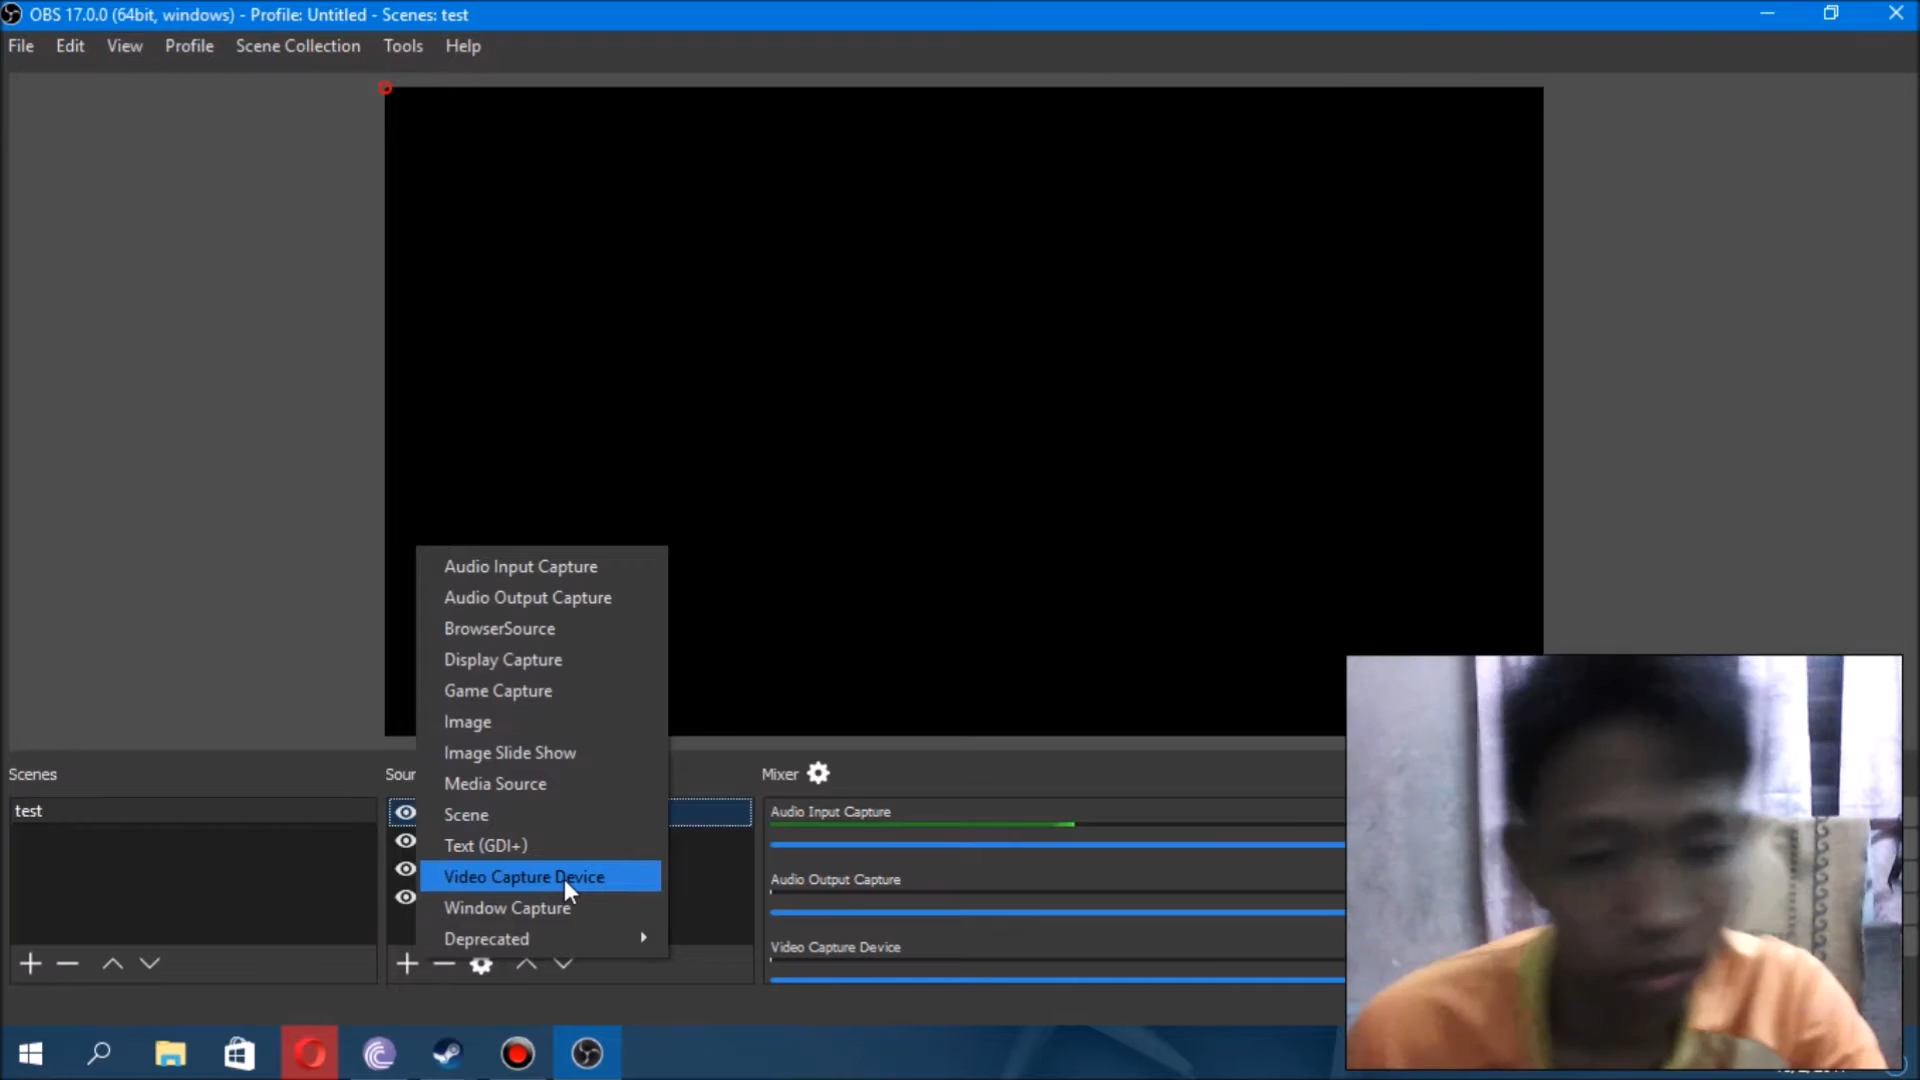 OBS 17.0.0 (64bit, windows) - Profile: Untitled - Scenes: test
File Edit View Profile Scene Collection Tools Help
Audio Input Capture
Audio Output Capture
BrowserSource
Display Capture
Game Capture
Image
Image Slide Show
Media Source
Scene
Text (GDI+)
Video Capture Device
Window Capture
Deprecated
Scenes
test
Sour
Mixer
Audio Input Capture
Audio Output Capture
Video Capture Device